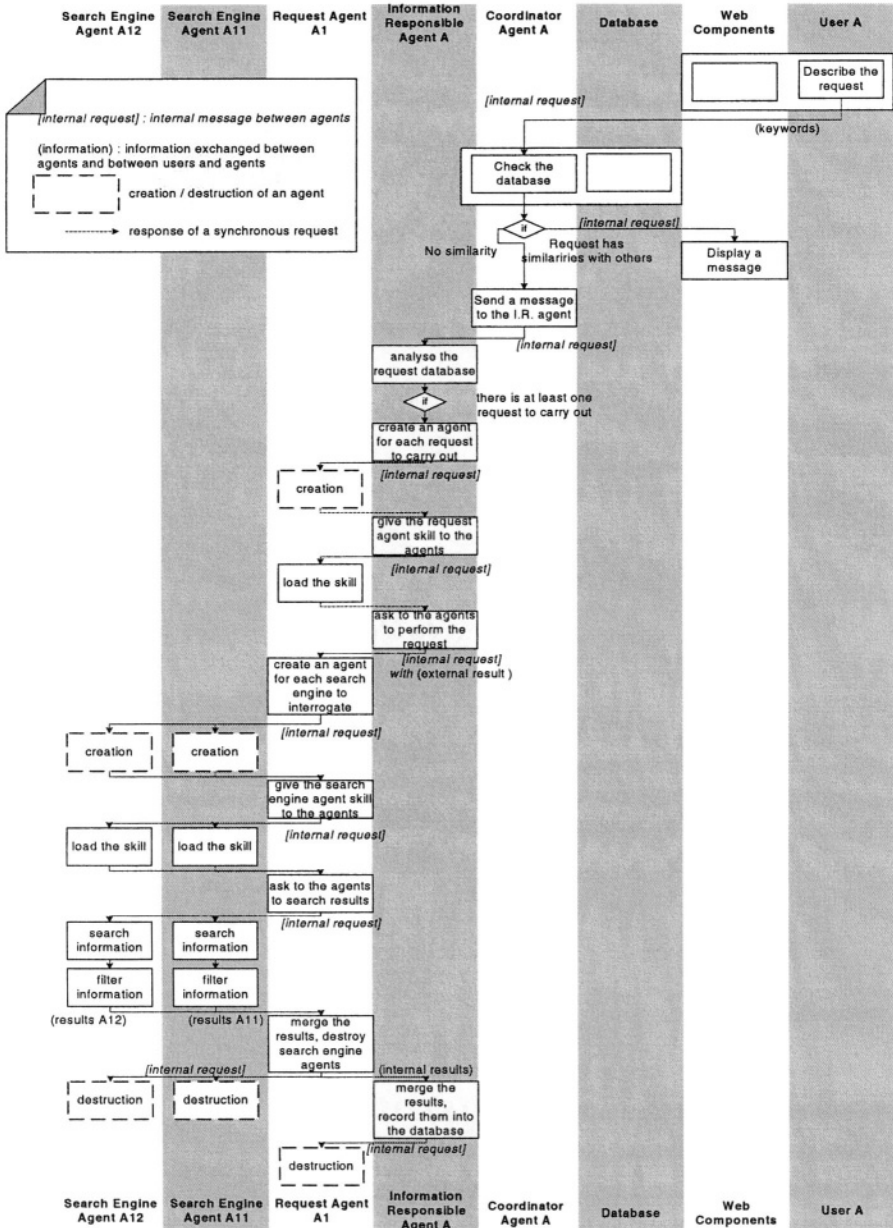 Search Engine
Agent A12
Search Engine
Agent A11
Request Agent
A1
Information
Responsible
Agent A
Coordinator
Agent A
Database
Web
Components
User A
[internal request] : internal message between agents
(information) : information exchanged between
agents and between users and agents
creation / destruction of an agent
response of a synchronous request
Describe the
request
[internal request]
(keywords)
Check the
database
if
[internal request]
No similarity
Request has
similariries with others
Display a
message
Send a message
to the I.R. agent
[internal request]
analyse the
request database
if
there is at least one
request to carry out
create an agent
for each request
to carry out
[internal request]
creation
give the request
agent skill to the
agents
[internal request]
load the skill
ask to the agents
to perform the
request
[internal request]
with (external result )
create an agent
for each search
engine to
interrogate
[internal request]
creation
creation
give the search
engine agent skill
to the agents
[internal request]
load the skill
load the skill
ask to the agents
to search results
[internal request]
search
information
search
information
filter
information
filter
information
(results A12)
(results A11)
merge the
results, destroy
search engine
agents
[internal request]
(internal results)
destruction
destruction
merge the
results,
record them into
the database
[internal request]
destruction
Search Engine
Agent A12
Search Engine
Agent A11
Request Agent
A1
Information
Responsible
Agent A
Coordinator
Agent A
Database
Web
Components
User A